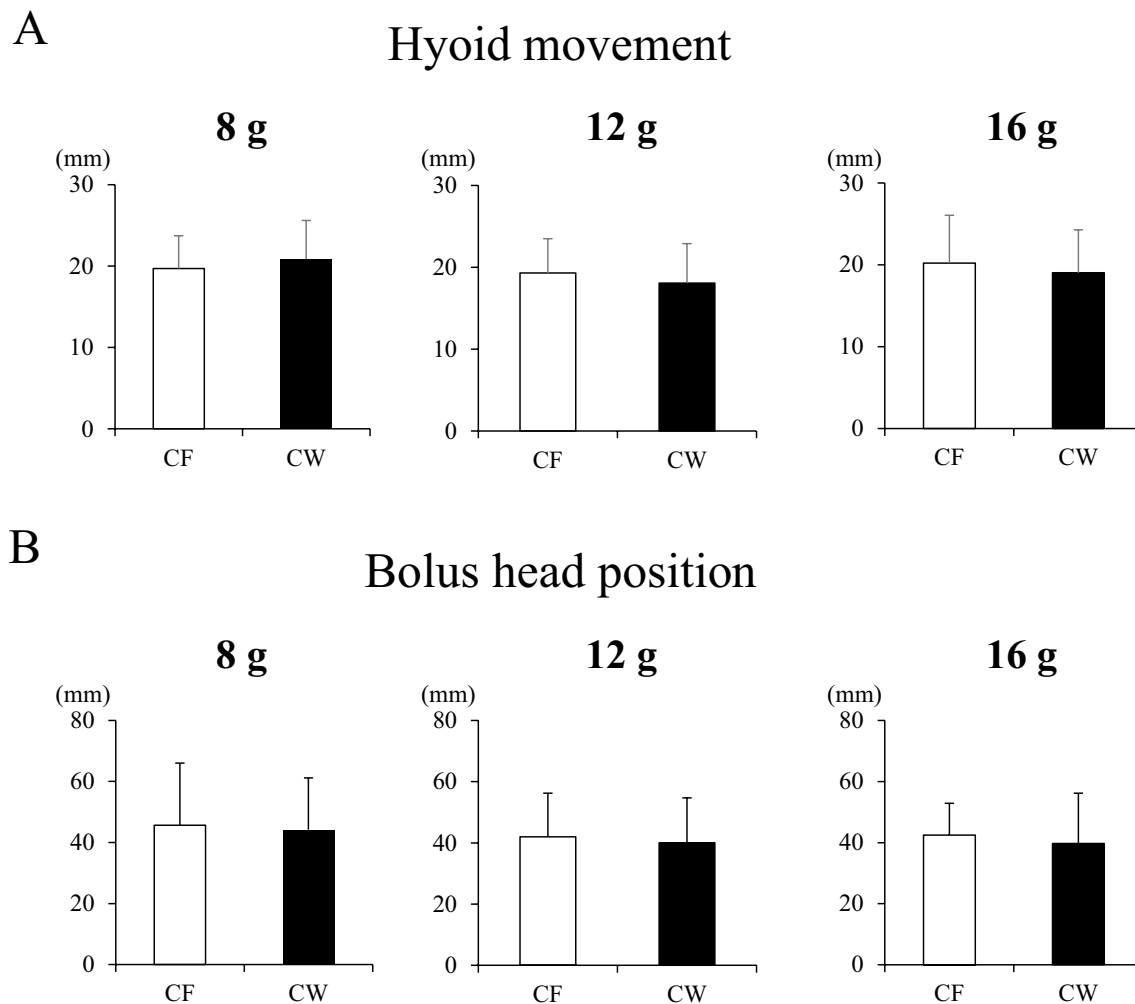 A
Hyoid movement
8 g 12 g 16 g
(mm) (mm) (mm)
30 30 30
20 20 20
10 10 10
0 0 0
CF CW CF CW CF CW
B
Bolus head position
8 g 12 g 16 g
(mm) (mm) (mm)
80 80 80
60 60 60
40 40 40
20 20 20
0 0 0
CF CW CF CW CF CW